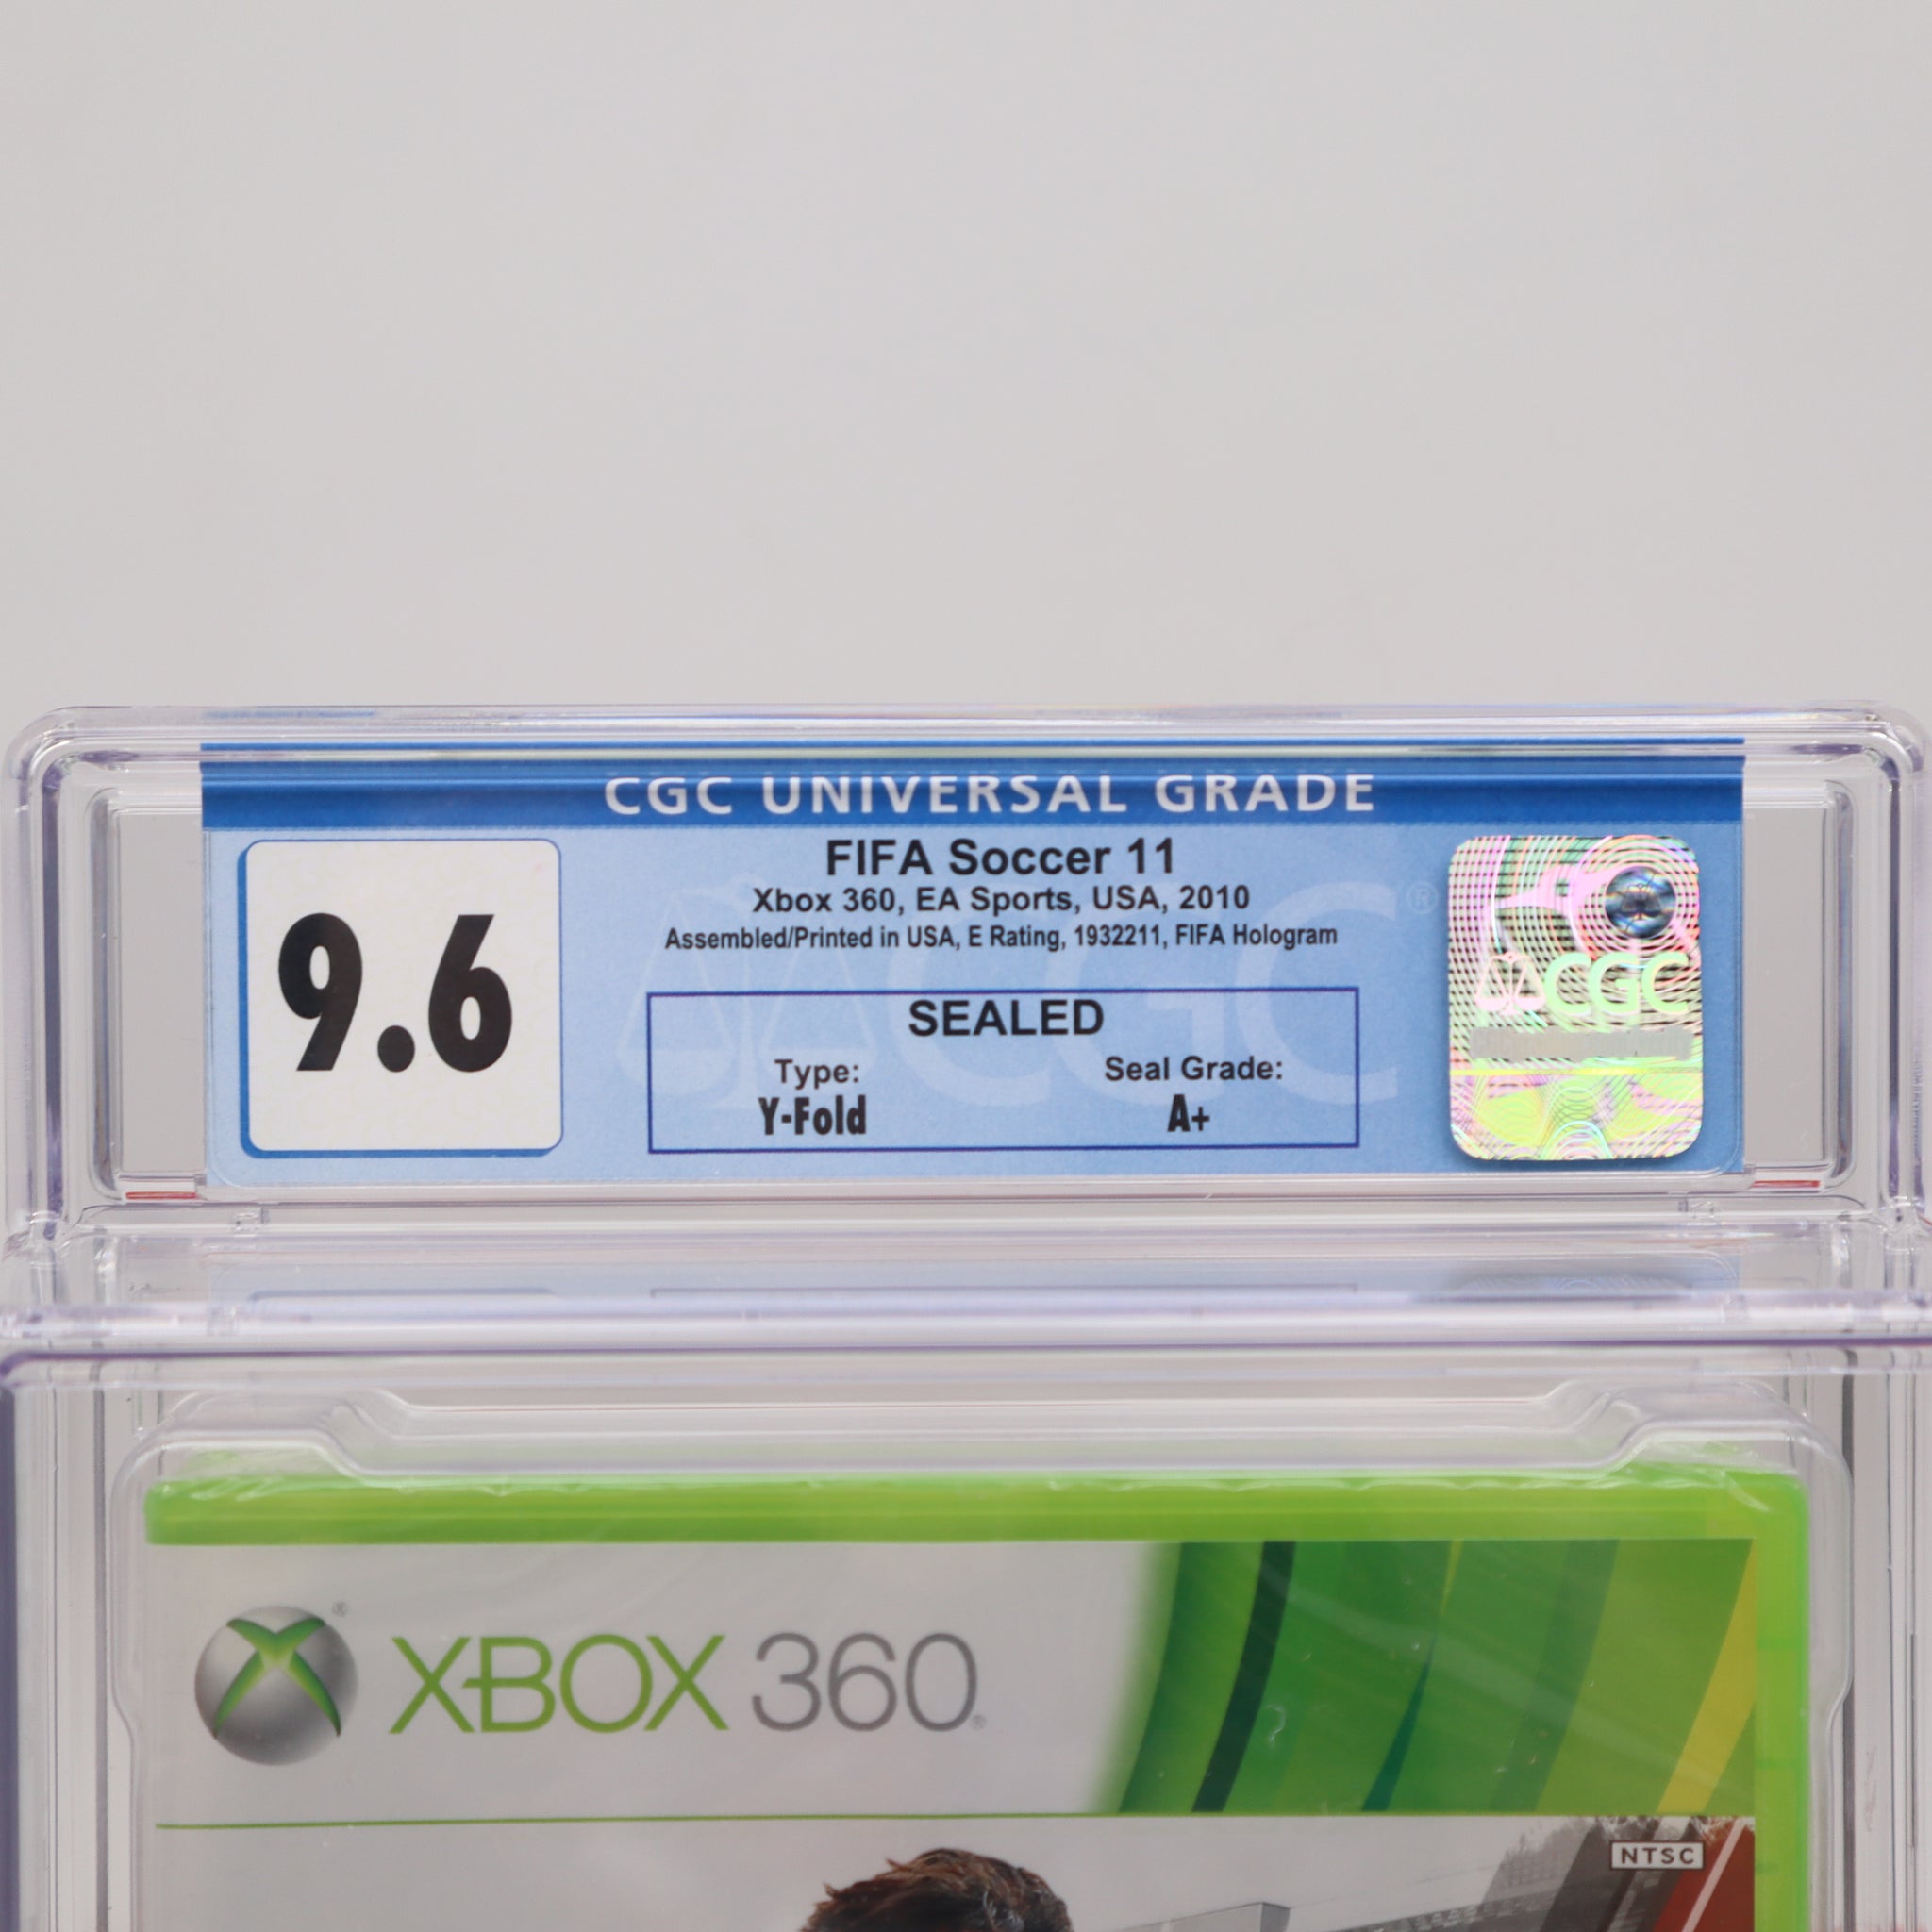 CGC UNIVERSAL GRADE
9.6
FIFA Soccer 11
Xbox 360, EA Sports, USA, 2010
Assembled/Printed in USA, E Rating, 1932211, FIFA Hologram
CGC ®
SEALED
Type: Seal Grade:
Y-Fold A+
CGC
XBOX 360
NTSC